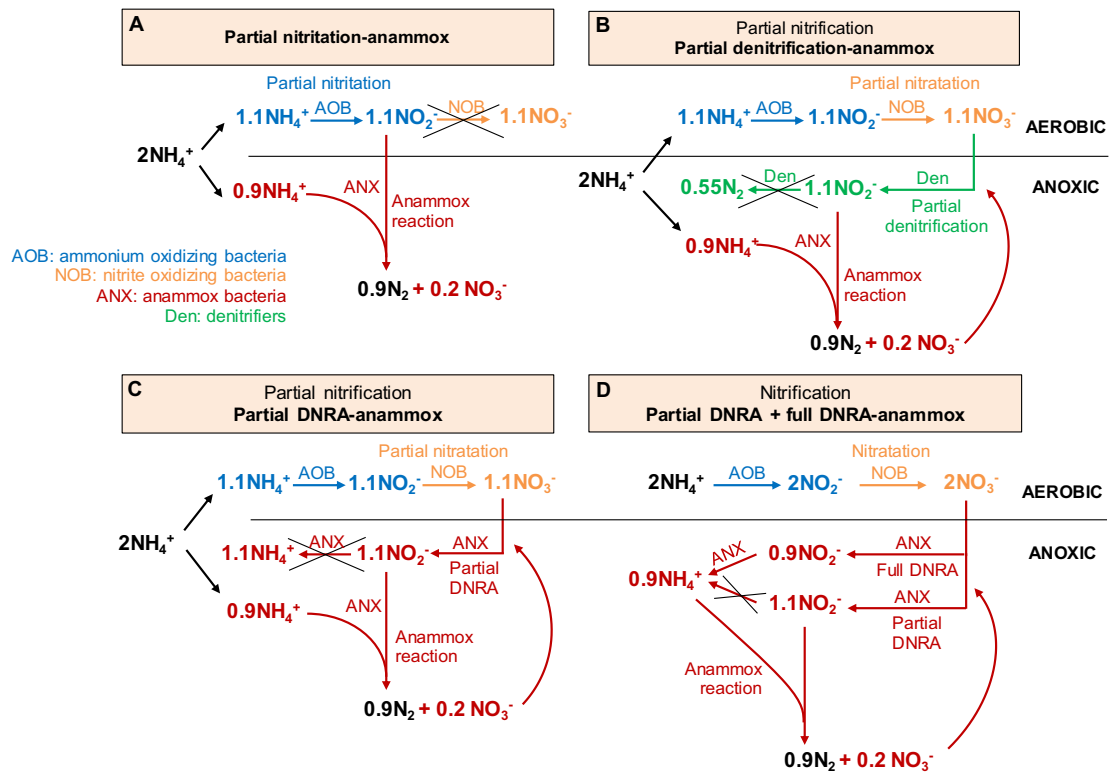 A
Partial nitritation-anammox
Partial nitritation
1.1NH₄⁺ AOB 1.1NO₂⁻ NOB 1.1NO₃⁻
2NH₄⁺
0.9NH₄⁺
ANX
Anammox
reaction
0.9N₂ + 0.2 NO₃⁻
AOB: ammonium oxidizing bacteria
NOB: nitrite oxidizing bacteria
ANX: anammox bacteria
Den: denitrifiers
B
Partial nitrification
Partial denitrification-anammox
Partial nitratation
1.1NH₄⁺ AOB 1.1NO₂⁻ NOB 1.1NO₃⁻
AEROBIC
ANOXIC
2NH₄⁺
0.55N₂ Den 1.1NO₂⁻ Den
Partial
denitrification
0.9NH₄⁺
ANX
Anammox
reaction
0.9N₂ + 0.2 NO₃⁻
C
Partial nitrification
Partial DNRA-anammox
Partial nitratation
1.1NH₄⁺ AOB 1.1NO₂⁻ NOB 1.1NO₃⁻
2NH₄⁺
1.1NH₄⁺ ANX 1.1NO₂⁻ ANX
Partial
DNRA
0.9NH₄⁺
ANX
Anammox
reaction
0.9N₂ + 0.2 NO₃⁻
D
Nitrification
Partial DNRA + full DNRA-anammox
Nitratation
2NH₄⁺ AOB 2NO₂⁻ NOB 2NO₃⁻
AEROBIC
ANOXIC
ANX 0.9NO₂⁻ ANX
Full DNRA
0.9NH₄⁺
1.1NO₂⁻ ANX
Partial
DNRA
Anammox
reaction
0.9N₂ + 0.2 NO₃⁻